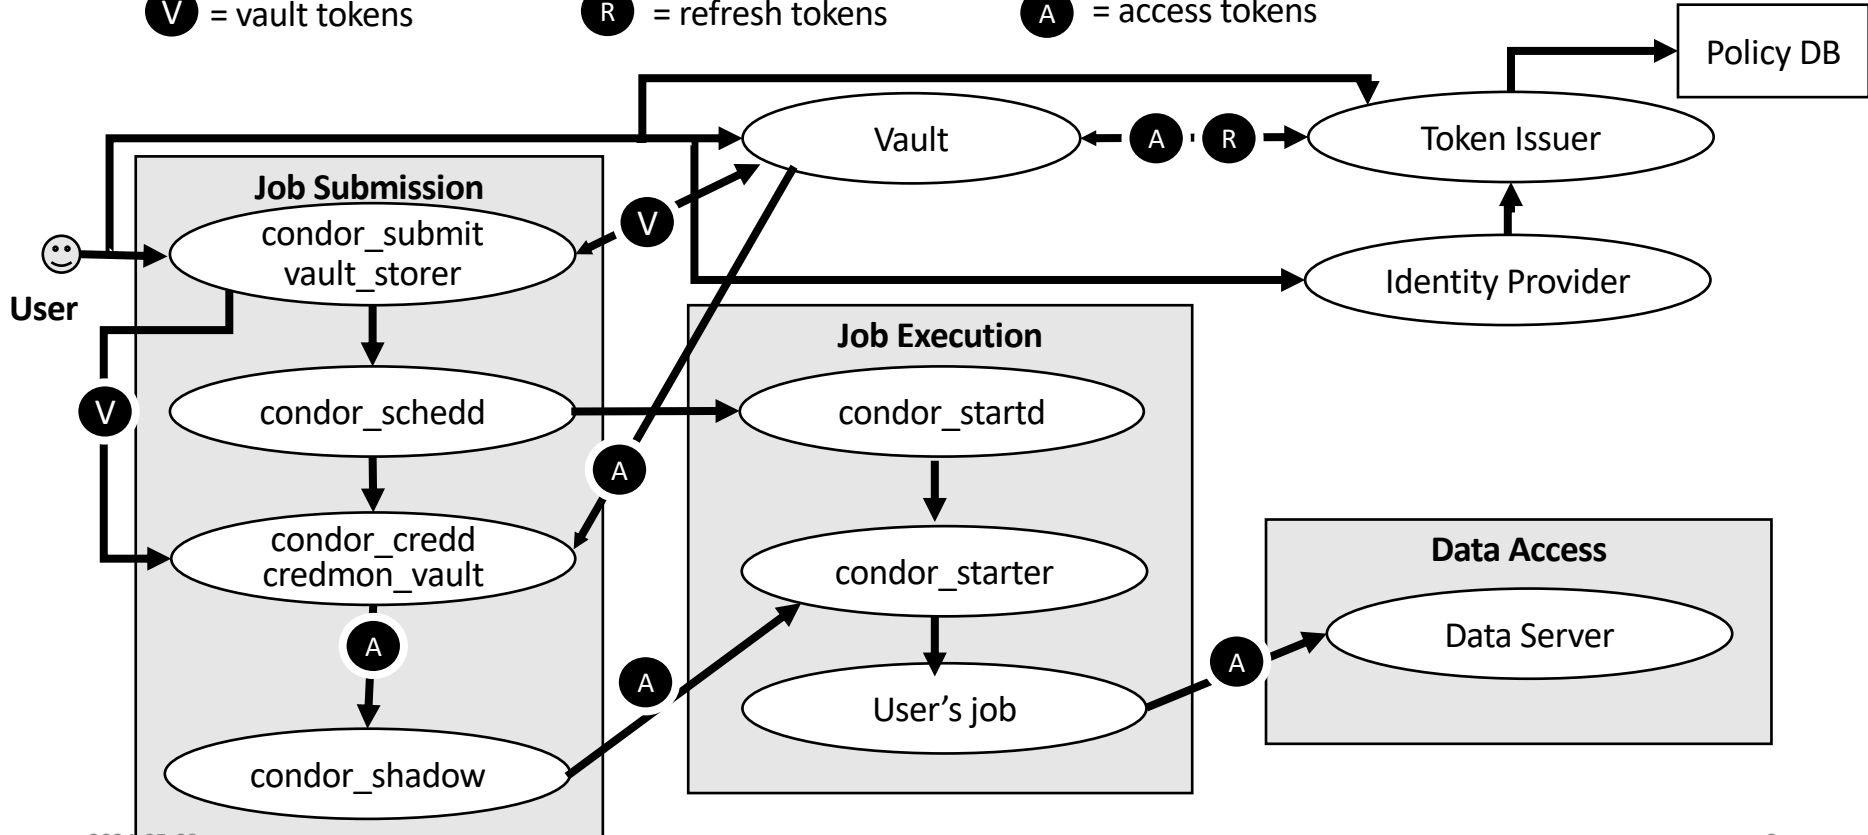 V = vault tokens
R = refresh tokens
A = access tokens
Policy DB
Vault
A
R
Token Issuer
Job Submission
condor_submit
vault_storer
V
User
Identity Provider
Job Execution
condor_schedd
condor_startd
V
A
condor_credd
credmon_vault
condor_starter
Data Access
Data Server
A
A
A
User's job
condor_shadow